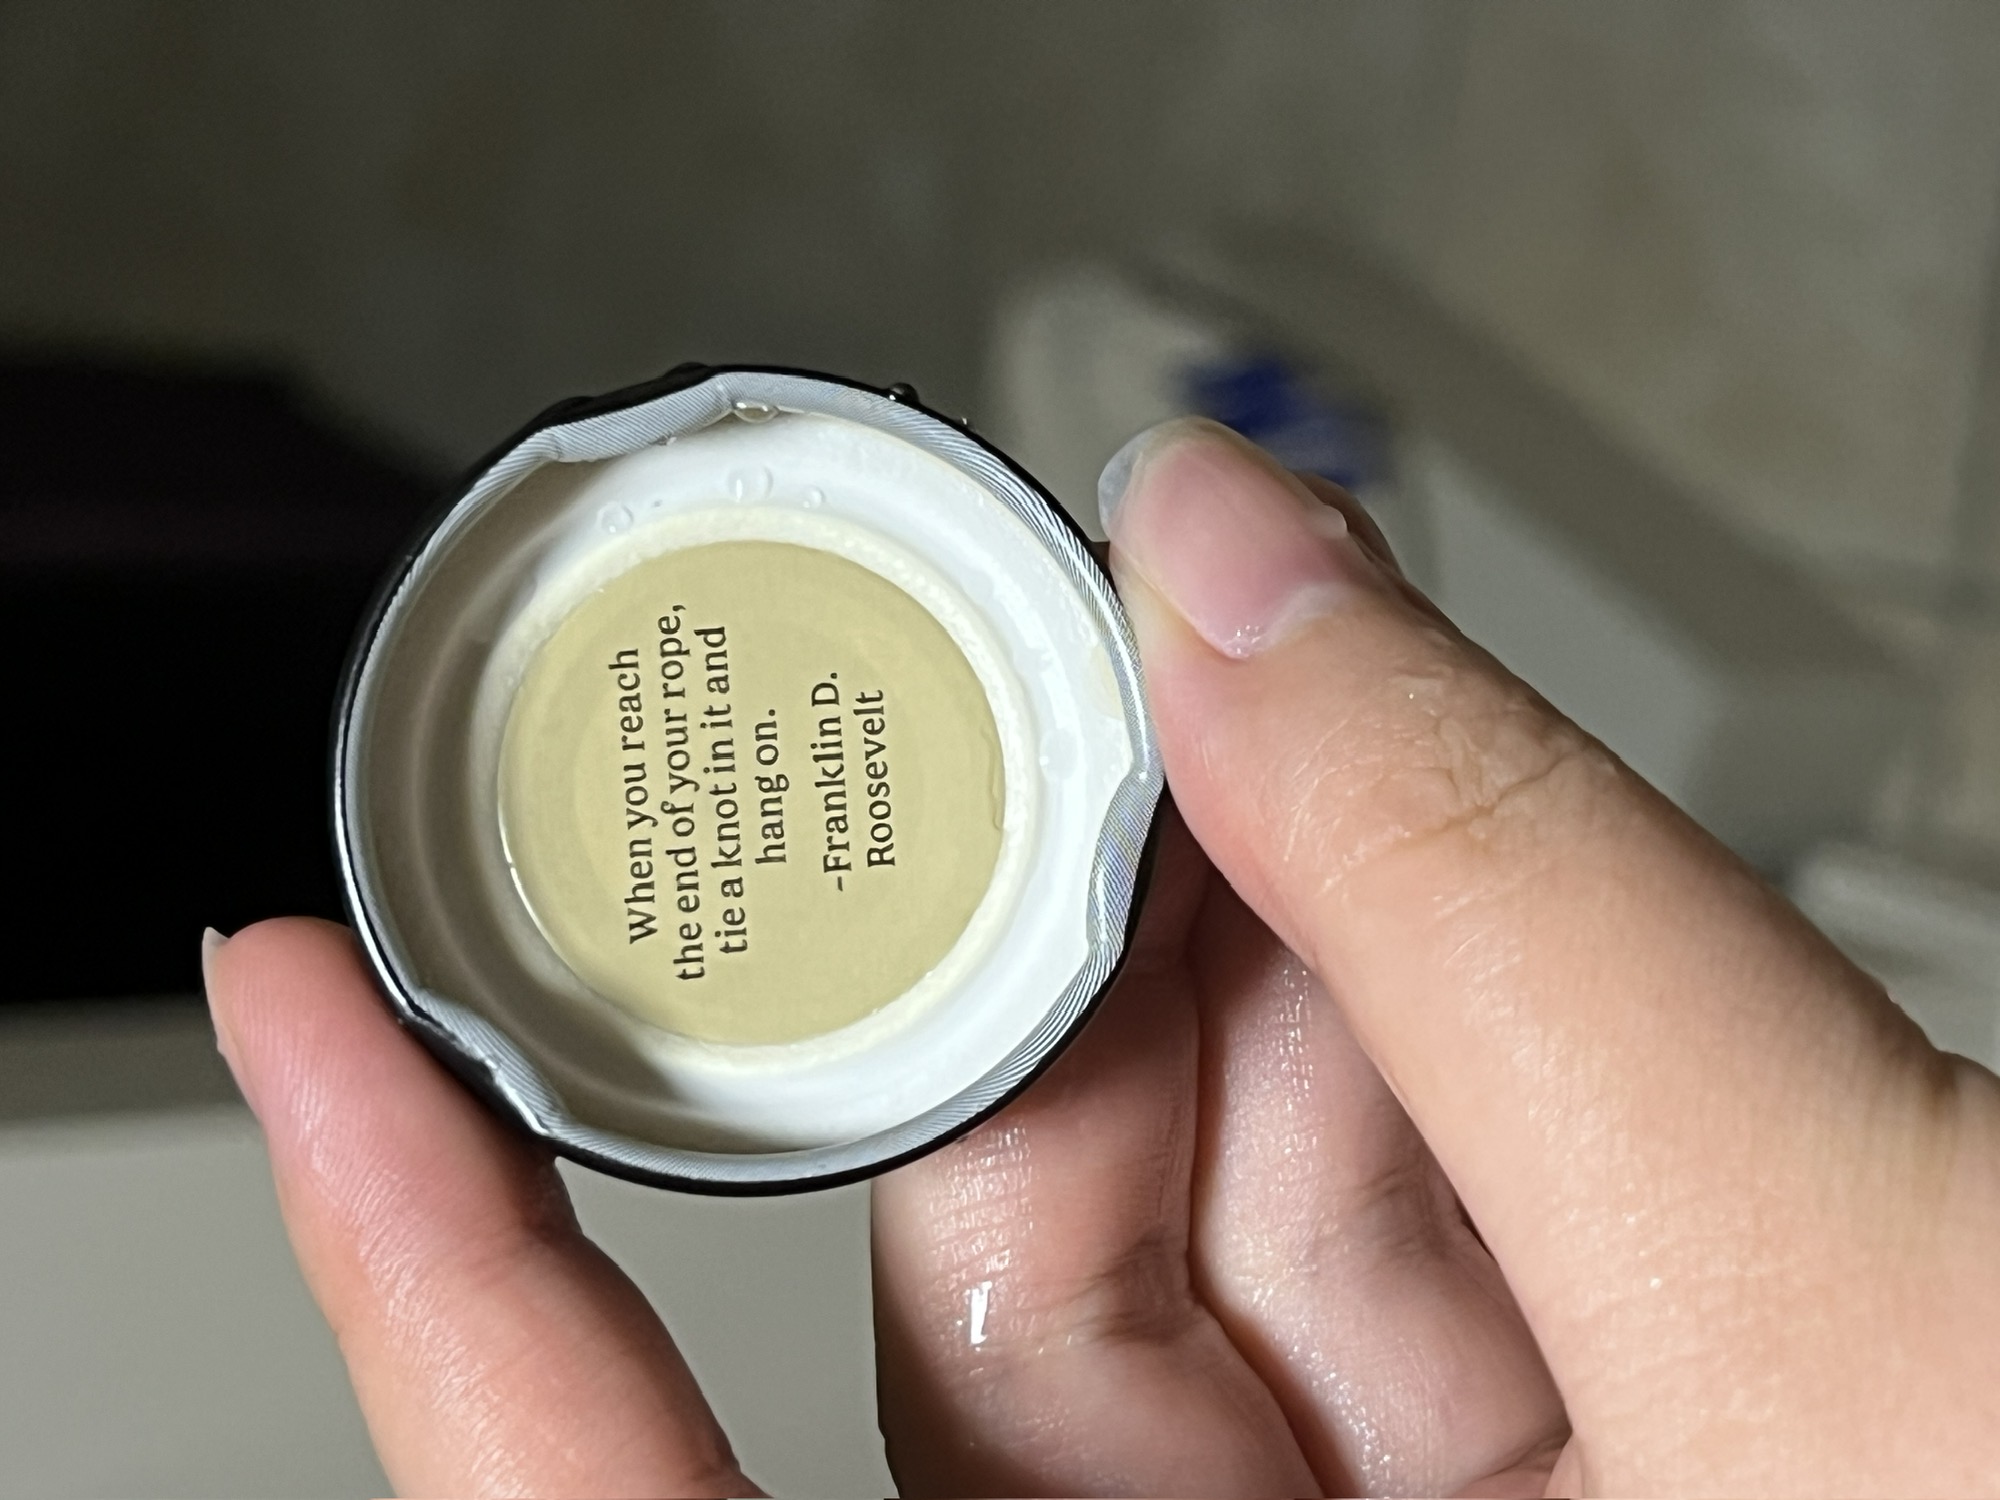 When you reach
the end of your rope,
tie a knot in it and
hang on.
-Franklin D.
Roosevelt